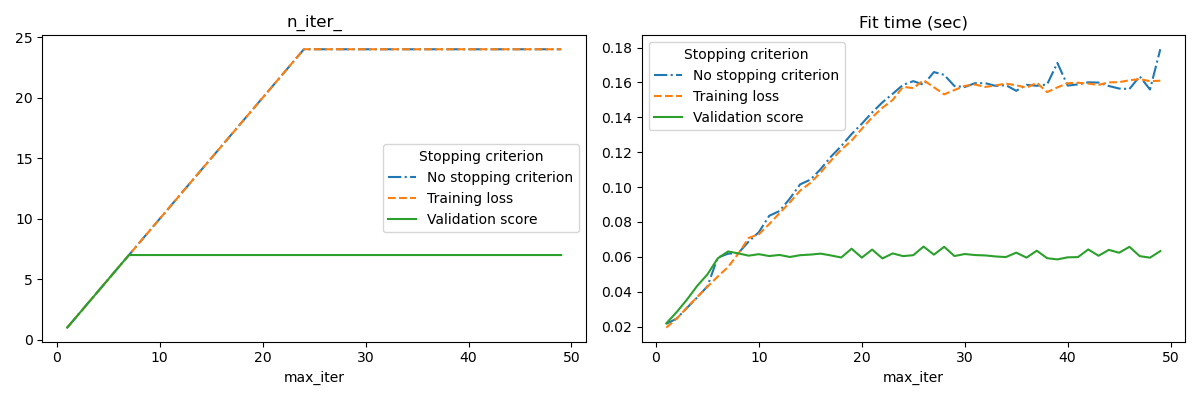 n_iter_
25
20
15
10
5
0
Stopping criterion
No stopping criterion
Training loss
Validation score
0
10
20
30
40
50
max_iter
Fit time (sec)
0.18
0.16
0.14
0.12
0.10
0.08
0.06
0.04
0.02
Stopping criterion
No stopping criterion
Training loss
Validation score
0
10
20
30
40
50
max_iter